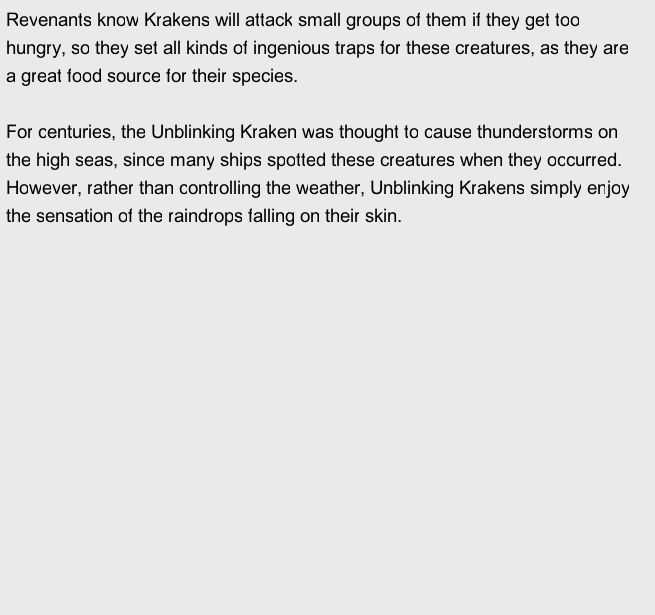 Revenants know Krakens will attack small groups of them if they get too
hungry, so they set all kinds of ingenious traps for these creatures, as they are
a great food source for their species.
For centuries, the Unblinking Kraken was thought to cause thunderstorms on
the high seas, since many ships spotted these creatures when they occurred.
However, rather than controlling the weather, Unblinking Krakens simply enjoy
the sensation of the raindrops falling on their skin.